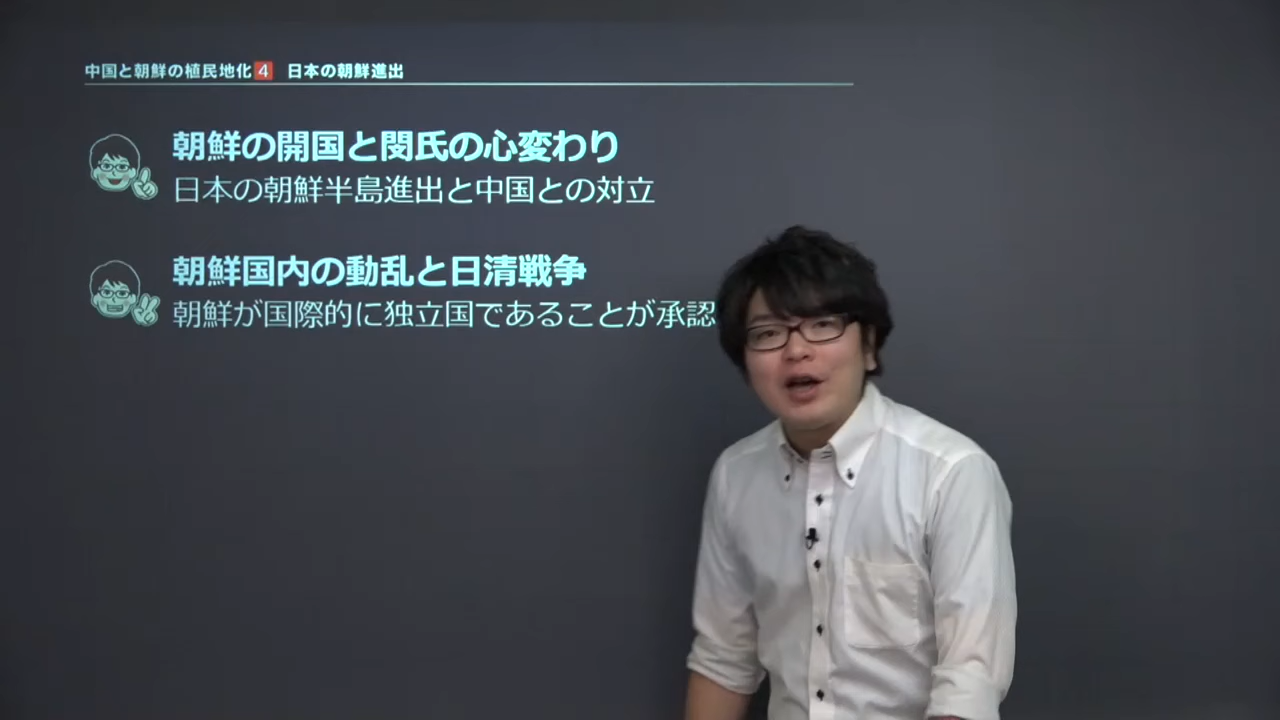 中国と朝鮮の植民地化4 日本の朝鮮進出
朝鮮の開国と閔氏の心変わり
日本の朝鮮半島進出と中国との対立
朝鮮国内の動乱と日清戦争
朝鮮が国際的に独立国であることが承認